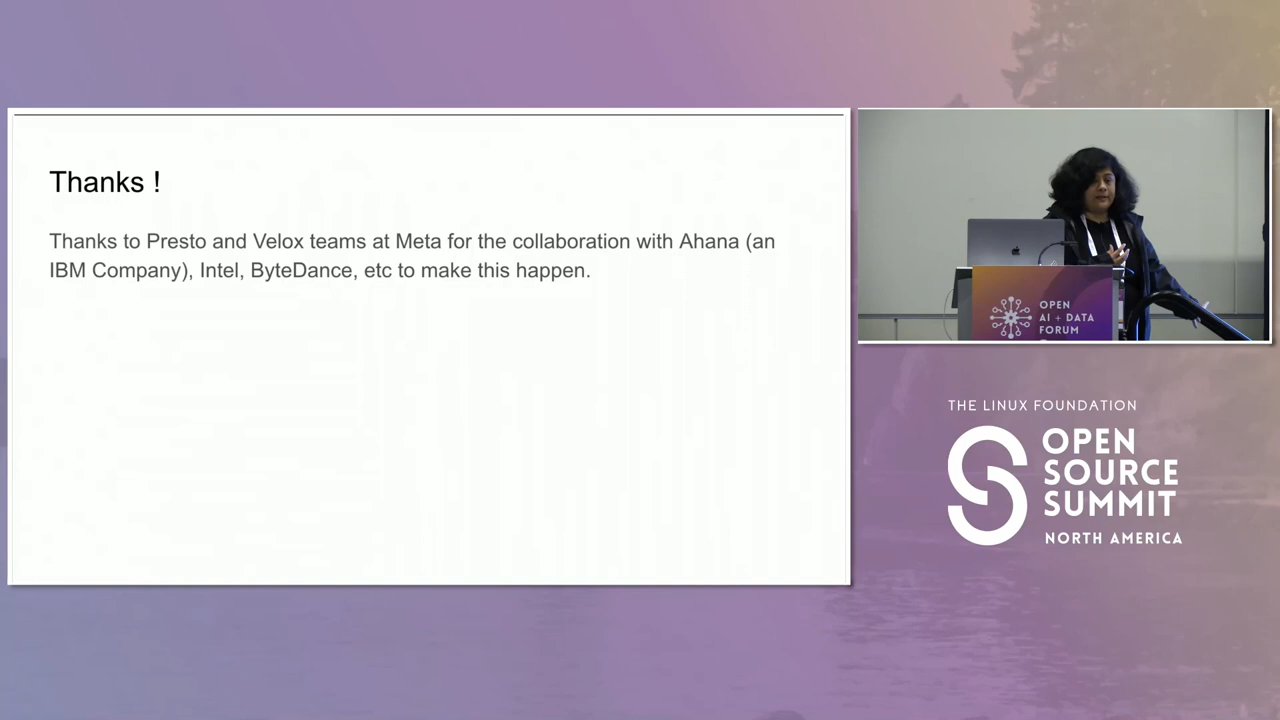 Thanks !
Thanks to Presto and Velox teams at Meta for the collaboration with Ahana (an
IBM Company), Intel, ByteDance, etc to make this happen.
OPEN
AI + DATA
FORUM
THE LINUX FOUNDATION
OPEN
SOURCE
SUMMIT
NORTH AMERICA